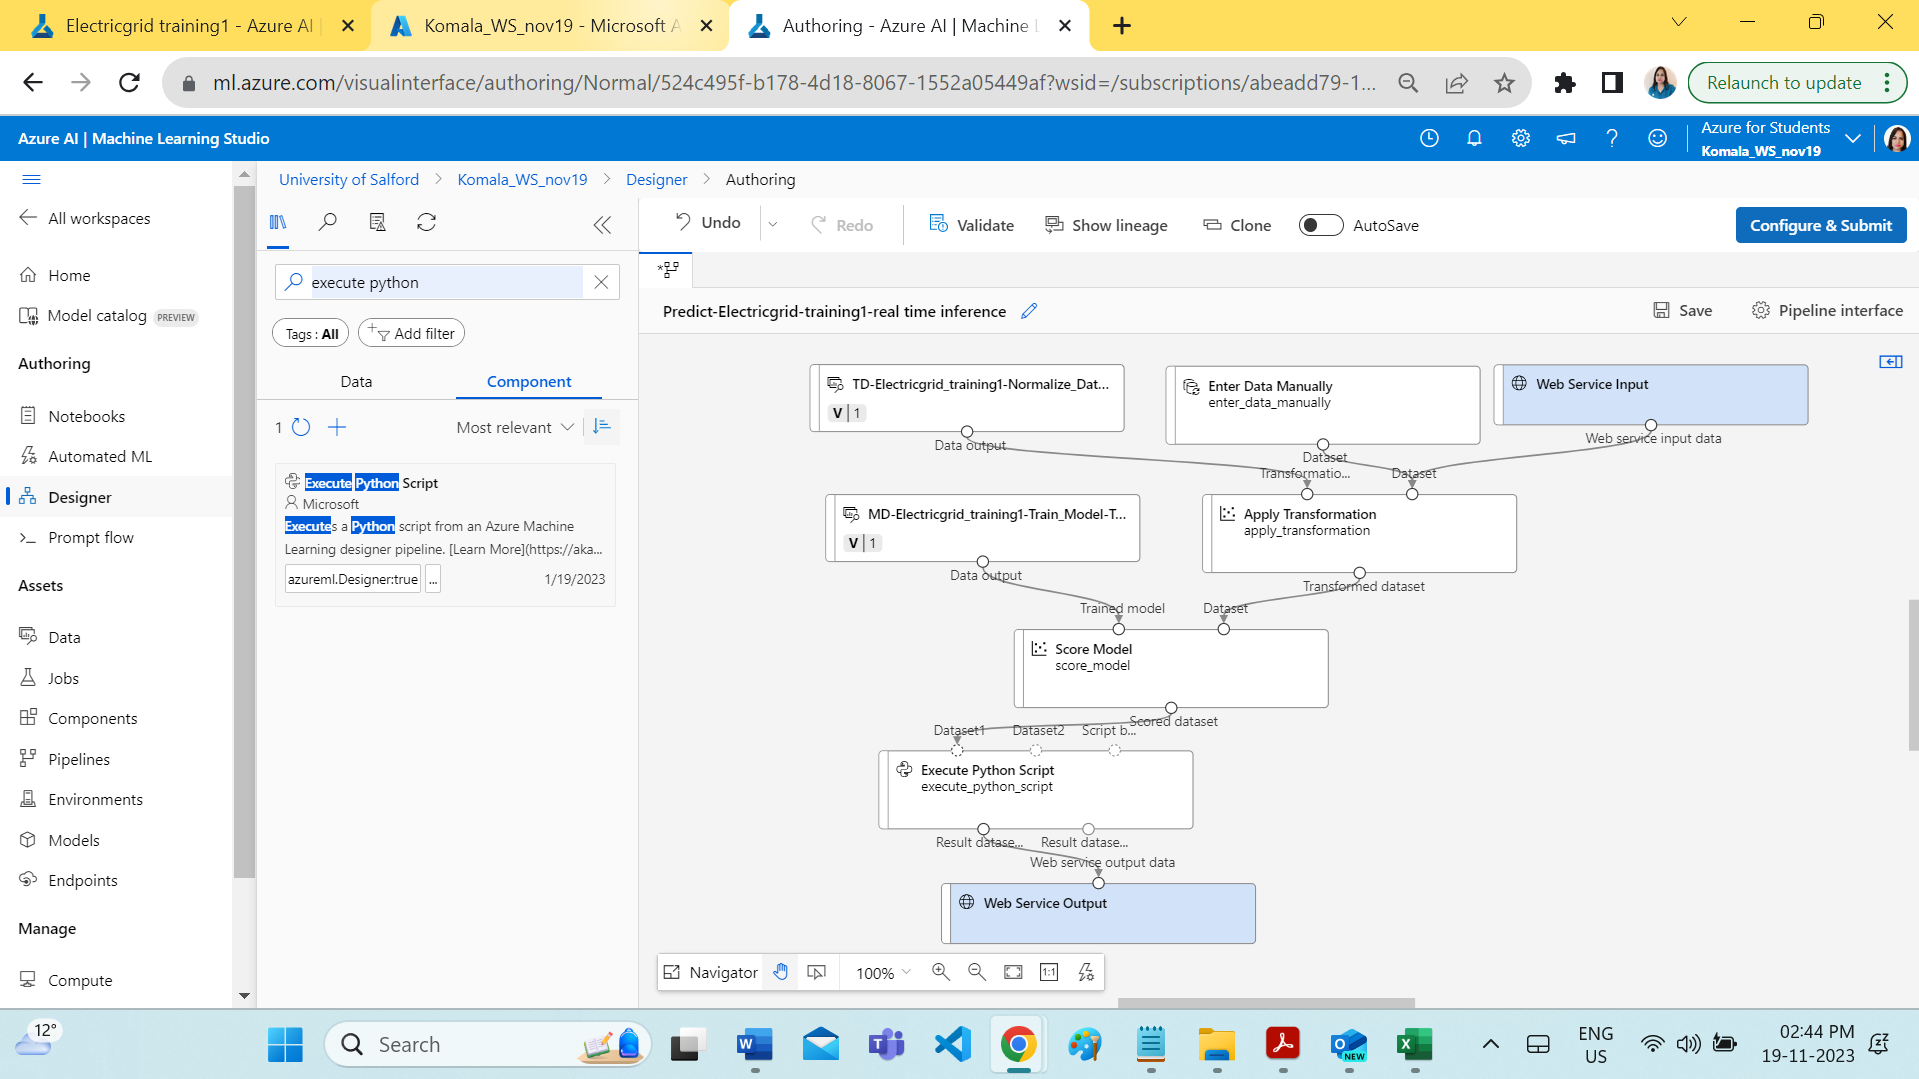 Electricgrid training1 - Azure AI |
Komala_WS_nov19 - Microsoft A
Authoring - Azure AI | Machine L
ml.azure.com/visualinterface/authoring/Normal/524c495f-b178-4d18-8067-1552a05449af?wsid=/subscriptions/abeadd79-1...
Relaunch to update
Azure AI | Machine Learning Studio
Azure for Students
Komala_WS_nov19
University of Salford > Komala_WS_nov19 > Designer > Authoring
All workspaces
Home
Model catalog PREVIEW
Authoring
Notebooks
Automated ML
Designer
Prompt flow
Assets
Data
Jobs
Components
Pipelines
Environments
Models
Endpoints
Manage
Compute
execute python
Tags : All
Add filter
Data
Component
1
Most relevant
Execute Python Script
Microsoft
Executes a Python script from an Azure Machine
Learning designer pipeline. [Learn More](https://aka...
azureml.Designer:true
...
1/19/2023
Undo
Redo
Validate
Show lineage
Clone
AutoSave
Configure & Submit
Predict-Electricgrid-training1-real time inference
Save
Pipeline interface
TD-Electricgrid_training1-Normalize_Dat...
V | 1
Data output
Enter Data Manually
enter_data_manually
Dataset
Web Service Input
Web service input data
Transformatio...
Dataset
MD-Electricgrid_training1-Train_Model-T...
V | 1
Data output
Apply Transformation
apply_transformation
Transformed dataset
Trained model
Dataset
Score Model
score_model
Scored dataset
Dataset1
Dataset2
Script b...
Execute Python Script
execute_python_script
Result datase...
Result datase...
Web service output data
Web Service Output
Navigator
100%
1:1
12°
Search
NEW
ENG
US
02:44 PM
19-11-2023